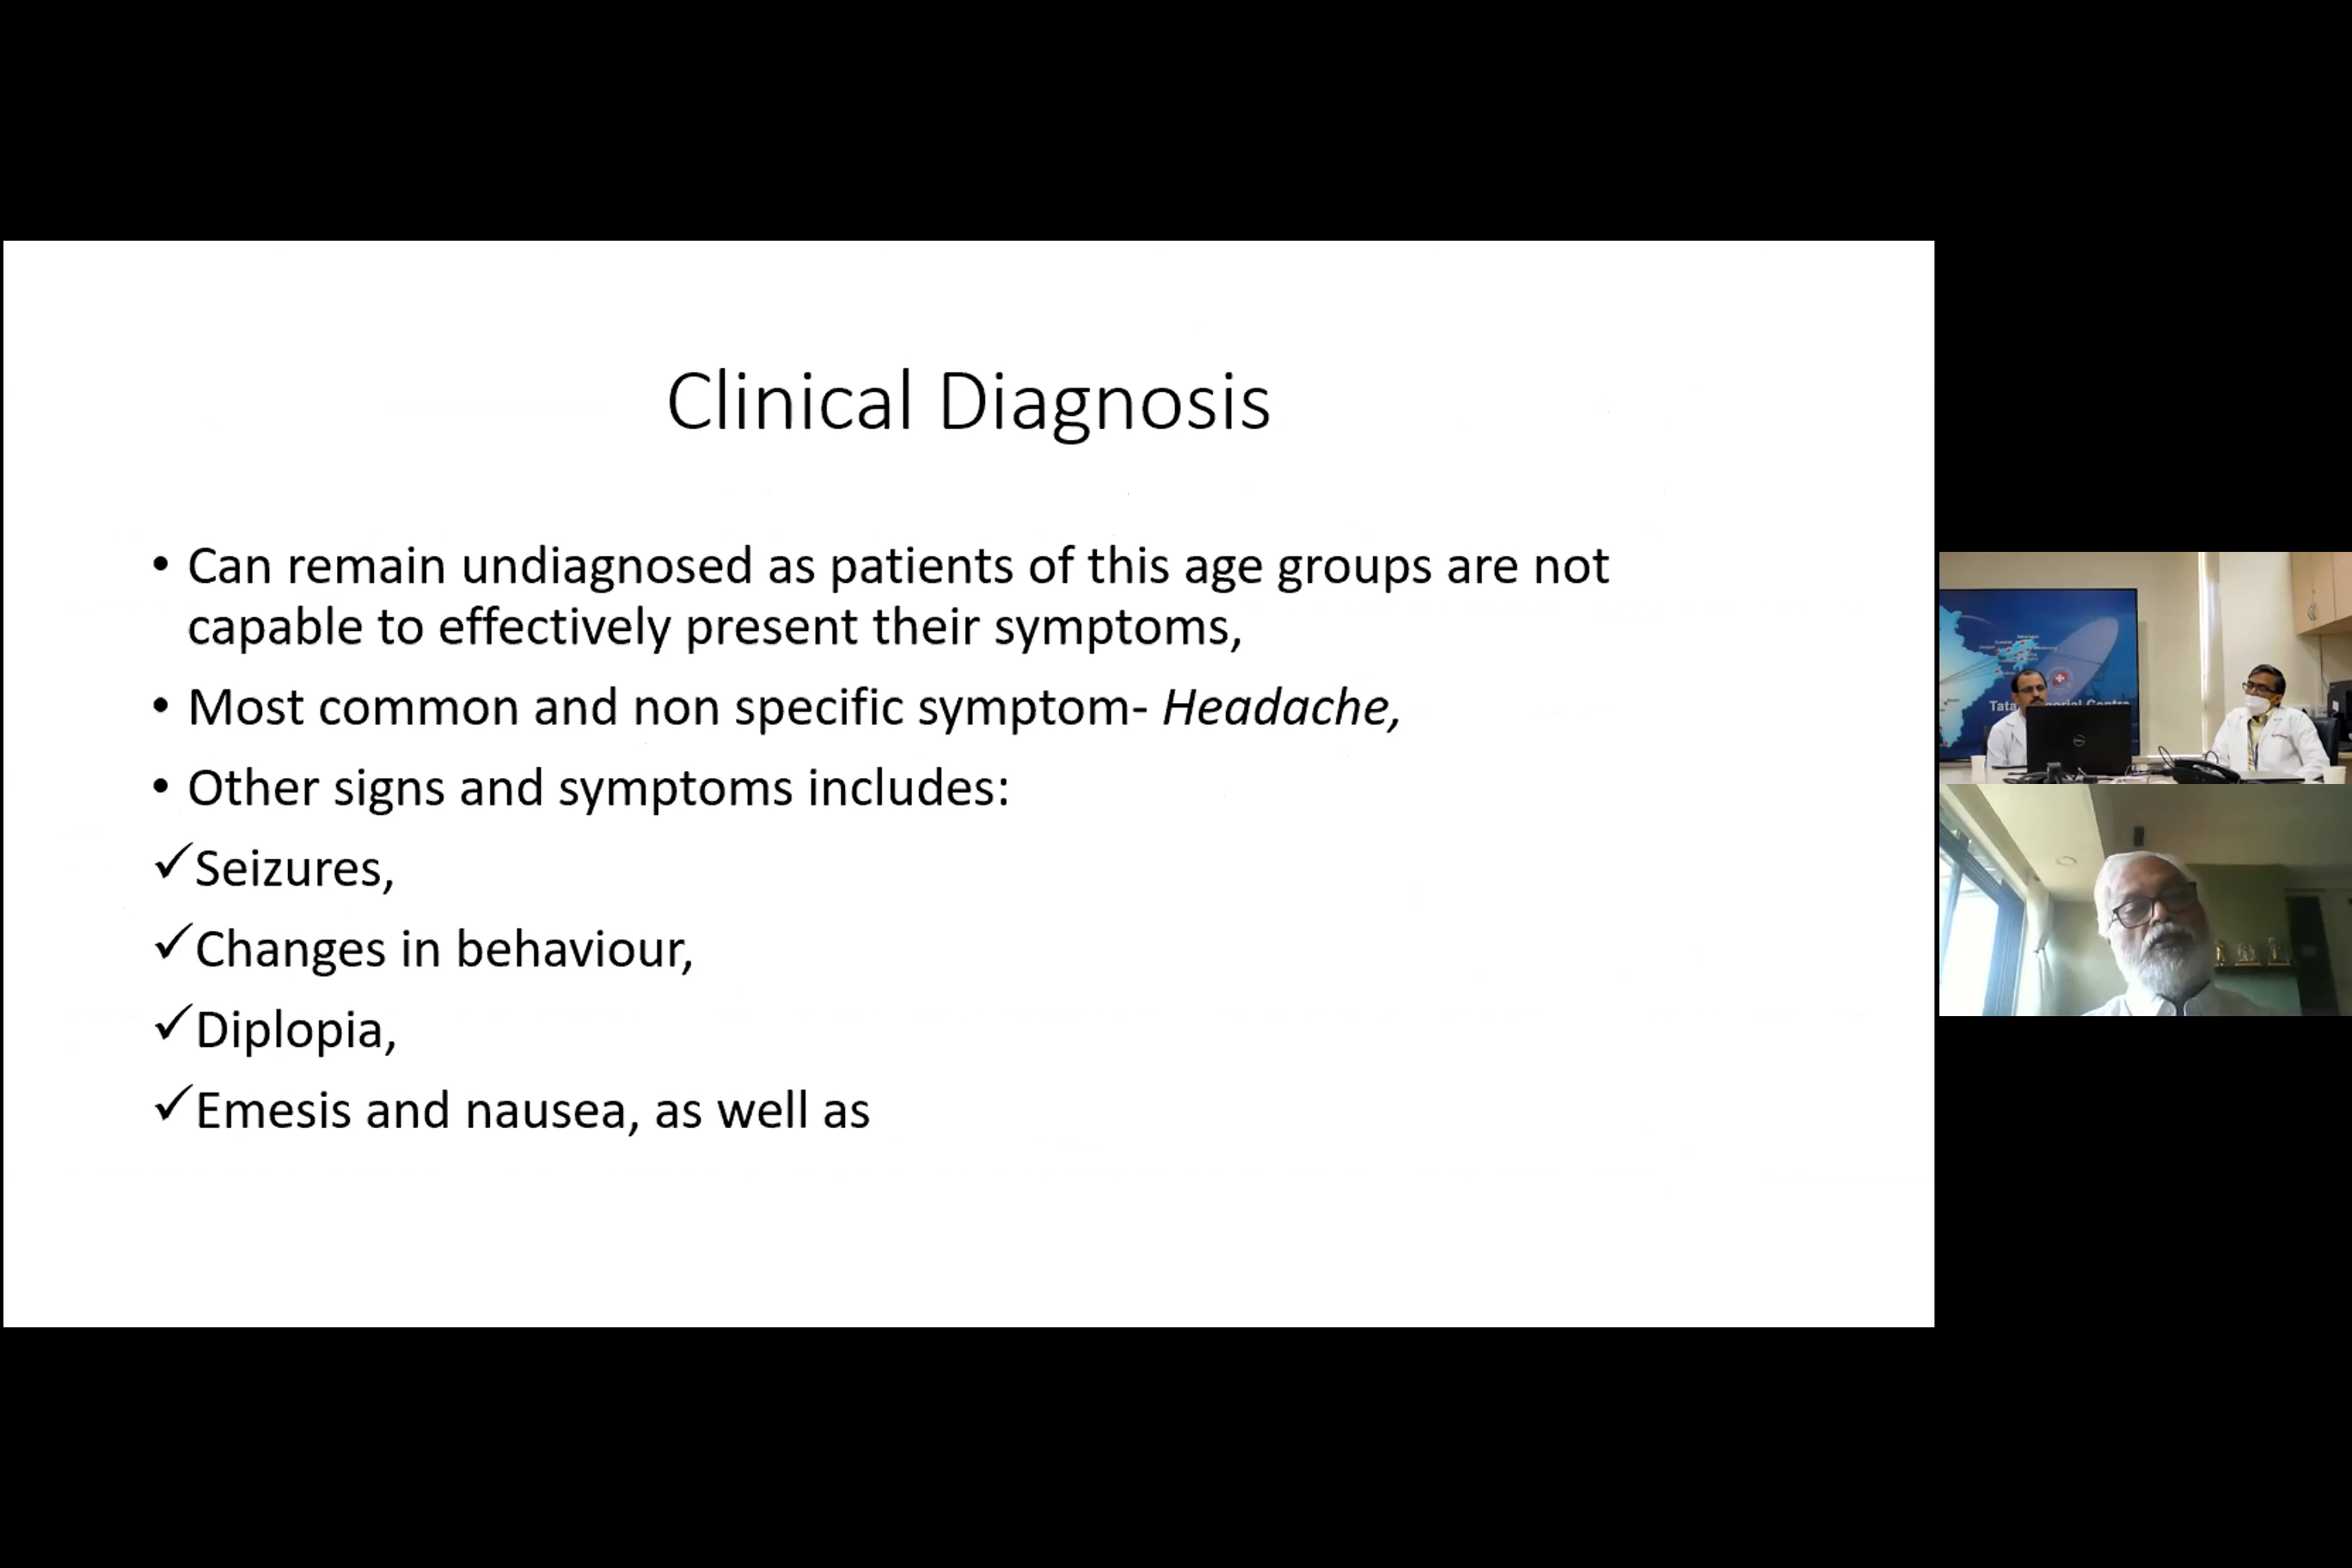 Clinical Diagnosis
• Can remain undiagnosed as patients of this age groups are not
capable to effectively present their symptoms,
• Most common and non specific symptom- Headache,
• Other signs and symptoms includes:
✓Seizures,
✓Changes in behaviour,
✓Diplopia,
✓Emesis and nausea, as well as
Tata
Centre